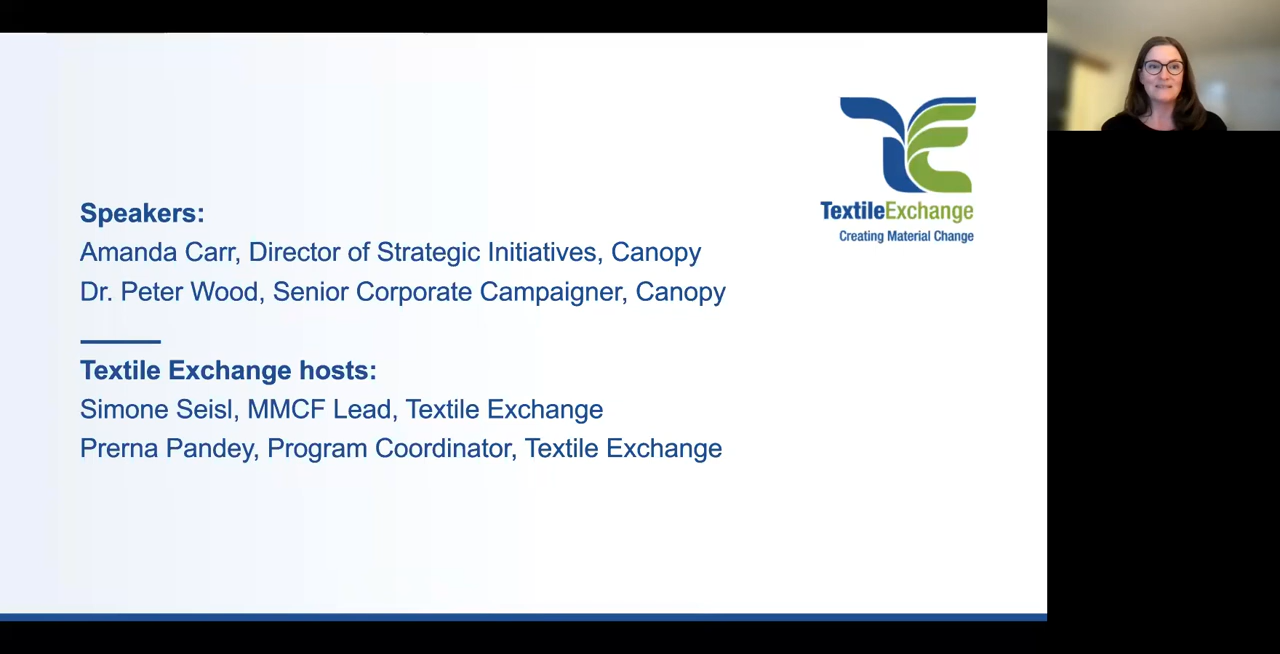 Speakers:
Amanda Carr, Director of Strategic Initiatives, Canopy
Dr. Peter Wood, Senior Corporate Campaigner, Canopy
Textile Exchange hosts:
Simone Seisl, MMCF Lead, Textile Exchange
Prerna Pandey, Program Coordinator, Textile Exchange
TextileExchange
Creating Material Change